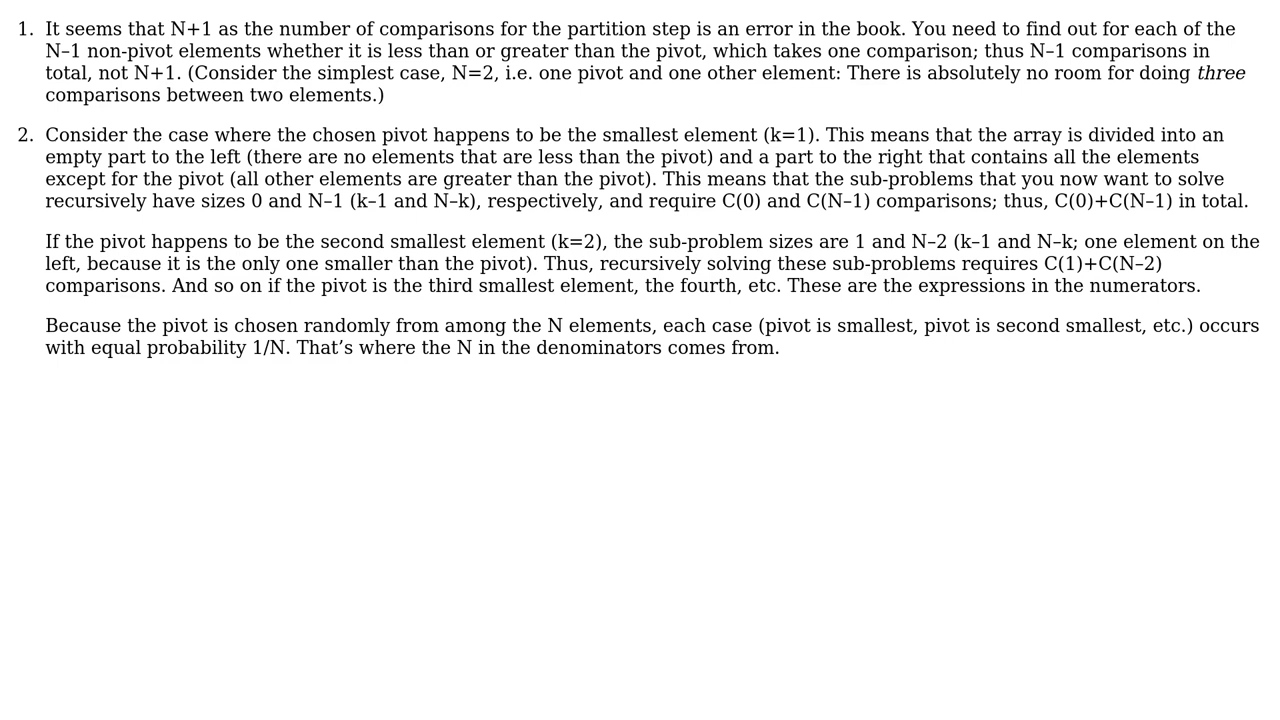 1. It seems that N+1 as the number of comparisons for the partition step is an error in the book. You need to find out for each of the
N–1 non-pivot elements whether it is less than or greater than the pivot, which takes one comparison; thus N–1 comparisons in
total, not N+1. (Consider the simplest case, N=2, i.e. one pivot and one other element: There is absolutely no room for doing three
comparisons between two elements.)
2. Consider the case where the chosen pivot happens to be the smallest element (k=1). This means that the array is divided into an
empty part to the left (there are no elements that are less than the pivot) and a part to the right that contains all the elements
except for the pivot (all other elements are greater than the pivot). This means that the sub-problems that you now want to solve
recursively have sizes 0 and N–1 (k–1 and N–k), respectively, and require C(0) and C(N–1) comparisons; thus, C(0)+C(N–1) in total.
If the pivot happens to be the second smallest element (k=2), the sub-problem sizes are 1 and N–2 (k–1 and N–k; one element on the
left, because it is the only one smaller than the pivot). Thus, recursively solving these sub-problems requires C(1)+C(N–2)
comparisons. And so on if the pivot is the third smallest element, the fourth, etc. These are the expressions in the numerators.
Because the pivot is chosen randomly from among the N elements, each case (pivot is smallest, pivot is second smallest, etc.) occurs
with equal probability 1/N. That’s where the N in the denominators comes from.